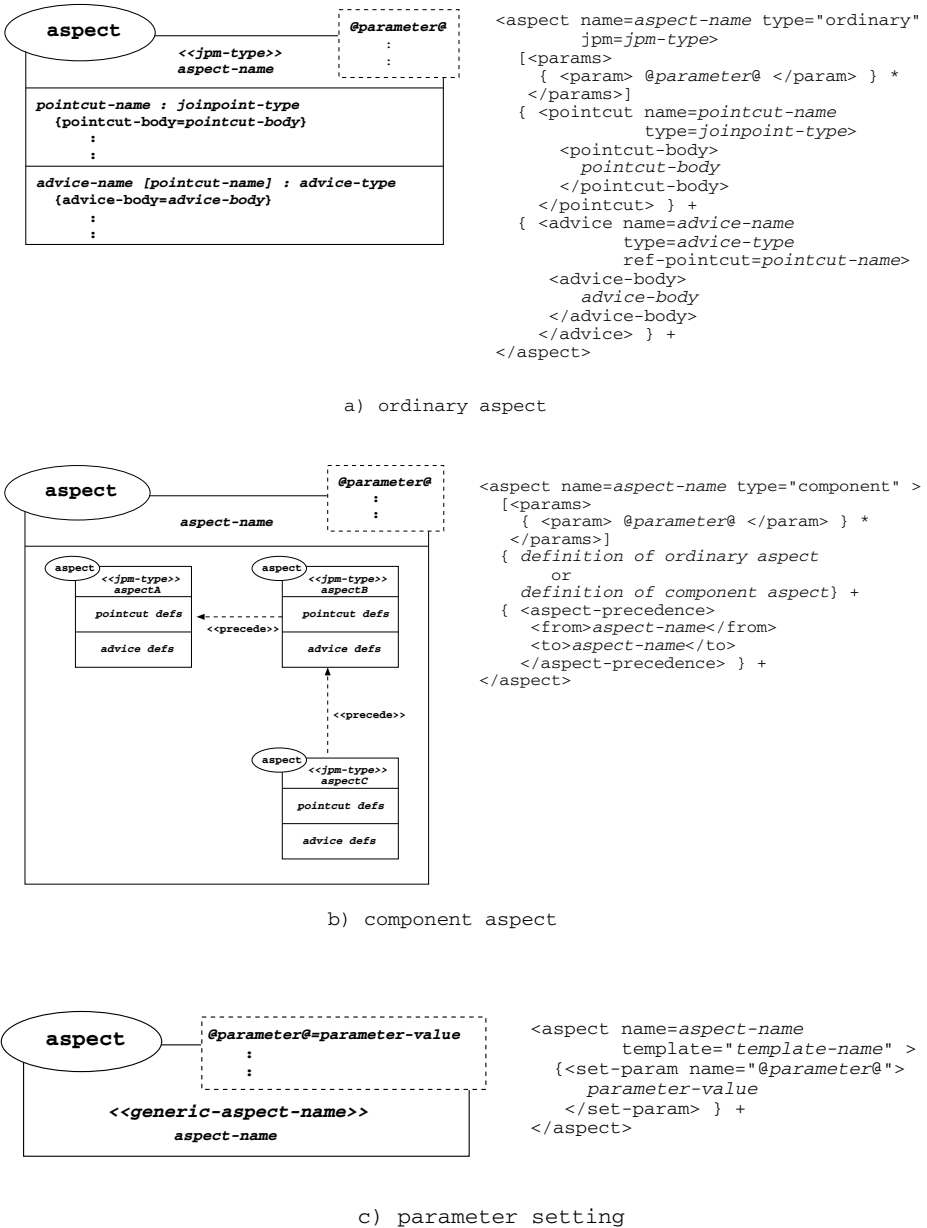 aspect
@parameter@
:
:
<<jpm-type>>
aspect-name
pointcut-name : joinpoint-type
{pointcut-body=pointcut-body}
:
:
advice-name [pointcut-name] : advice-type
{advice-body=advice-body}
:
:
<aspect name=aspect-name type="ordinary"
jpm=jpm-type>
[<params>
{ <param> @parameter@ </param> } *
</params>]
{ <pointcut name=pointcut-name
type=joinpoint-type>
<pointcut-body>
pointcut-body
</pointcut-body>
</pointcut> } +
{ <advice name=advice-name
type=advice-type
ref-pointcut=pointcut-name>
<advice-body>
advice-body
</advice-body>
</advice> } +
</aspect>
a) ordinary aspect
aspect
@parameter@
:
:
aspect-name
aspect
<<jpm-type>>
aspectA
pointcut defs
advice defs
<<precede>>
aspect
<<jpm-type>>
aspectB
pointcut defs
advice defs
<<precede>>
aspect
<<jpm-type>>
aspectC
pointcut defs
advice defs
<aspect name=aspect-name type="component" >
[<params>
{ <param> @parameter@ </param> } *
</params>]
{ definition of ordinary aspect
or
definition of component aspect} +
{ <aspect-precedence>
<from>aspect-name</from>
<to>aspect-name</to>
</aspect-precedence> } +
</aspect>
b) component aspect
aspect
@parameter@=parameter-value
:
:
<<generic-aspect-name>>
aspect-name
<aspect name=aspect-name
template="template-name" >
{<set-param name="@parameter@">
parameter-value
</set-param> } +
</aspect>
c) parameter setting